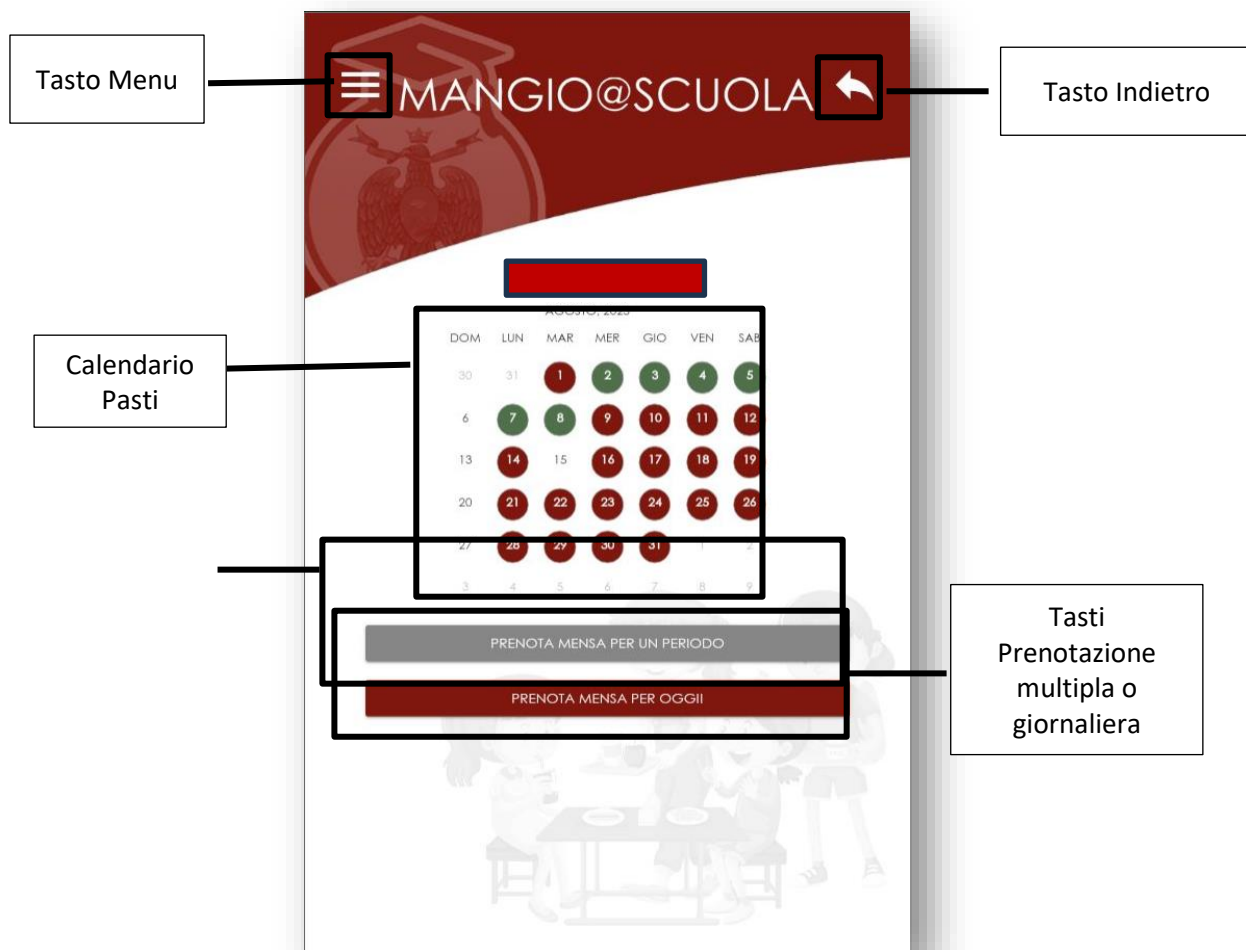 Tasto Menu
MANGIO@SCUOLA
Tasto Indietro
AGOSTO, 2023
DOM LUN MAR MER GIO VEN SAB
30 31 1 2 3 4 5
6 7 8 9 10 11 12
13 14 15 16 17 18 19
20 21 22 23 24 25 26
27 28 29 30 31 1 2
3 4 5 6 7 8 9
Calendario
Pasti
PRENOTA MENSA PER UN PERIODO
PRENOTA MENSA PER OGGII
Tasti
Prenotazione
multipla o
giornaliera